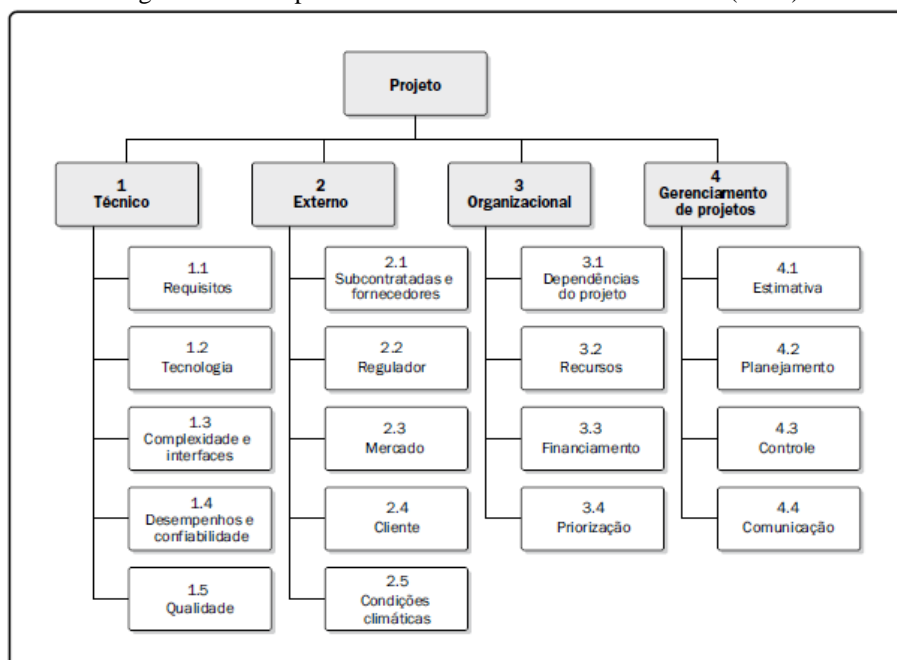 Projeto
1
Técnico
2
Externo
3
Organizacional
4
Gerenciamento
de projetos
1.1
Requisitos
1.2
Tecnologia
1.3
Complexidade e
interfaces
1.4
Desempenhos e
confiabilidade
1.5
Qualidade
2.1
Subcontratadas e
fornecedores
2.2
Regulador
2.3
Mercado
2.4
Cliente
2.5
Condições
climáticas
3.1
Dependências
do projeto
3.2
Recursos
3.3
Financiamento
3.4
Priorização
4.1
Estimativa
4.2
Planejamento
4.3
Controle
4.4
Comunicação